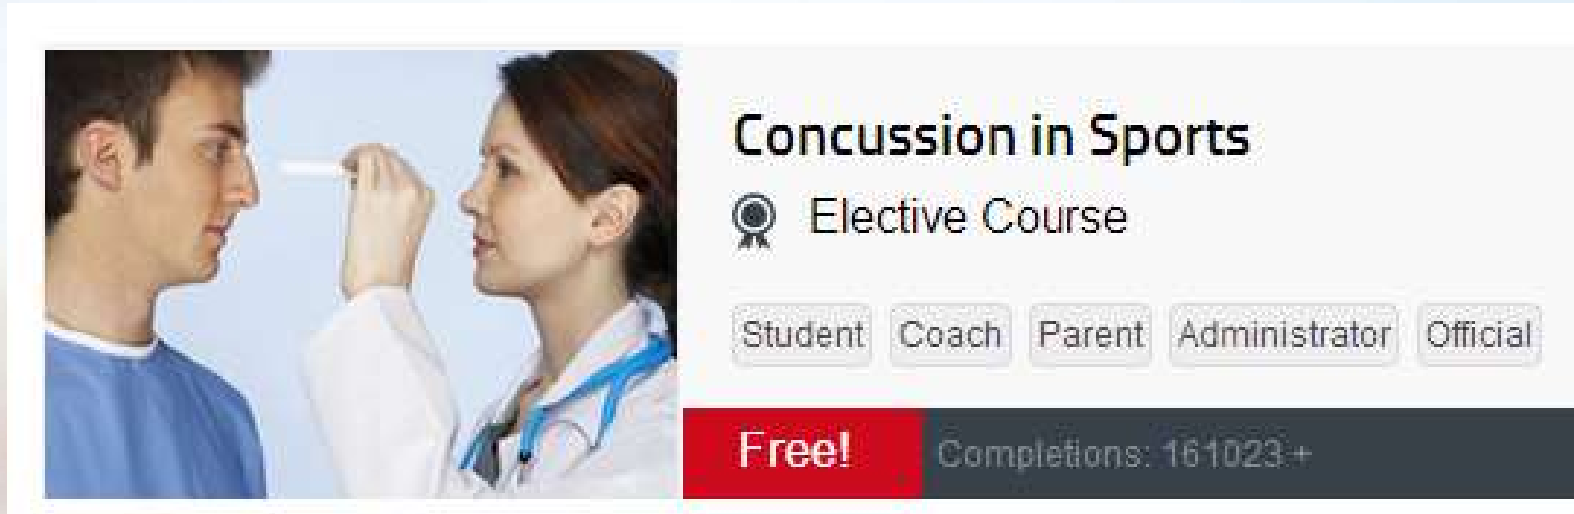 Concussion in Sports
Elective Course
Student Coach Parent Administrator Official
Free! Completions: 161023 +